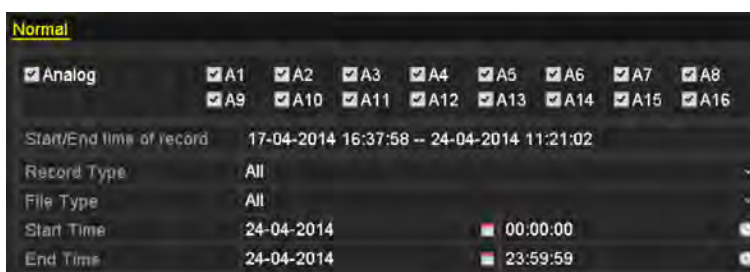 Normal
Analog A1 A2 A3 A4 A5 A6 A7 A8
A9 A10 A11 A12 A13 A14 A15 A16
Start/End time of record 17-04-2014 16:37:58 -- 24-04-2014 11:21:02
Record Type All
File Type All
Start Time 24-04-2014 00:00:00
End Time 24-04-2014 23:59:59